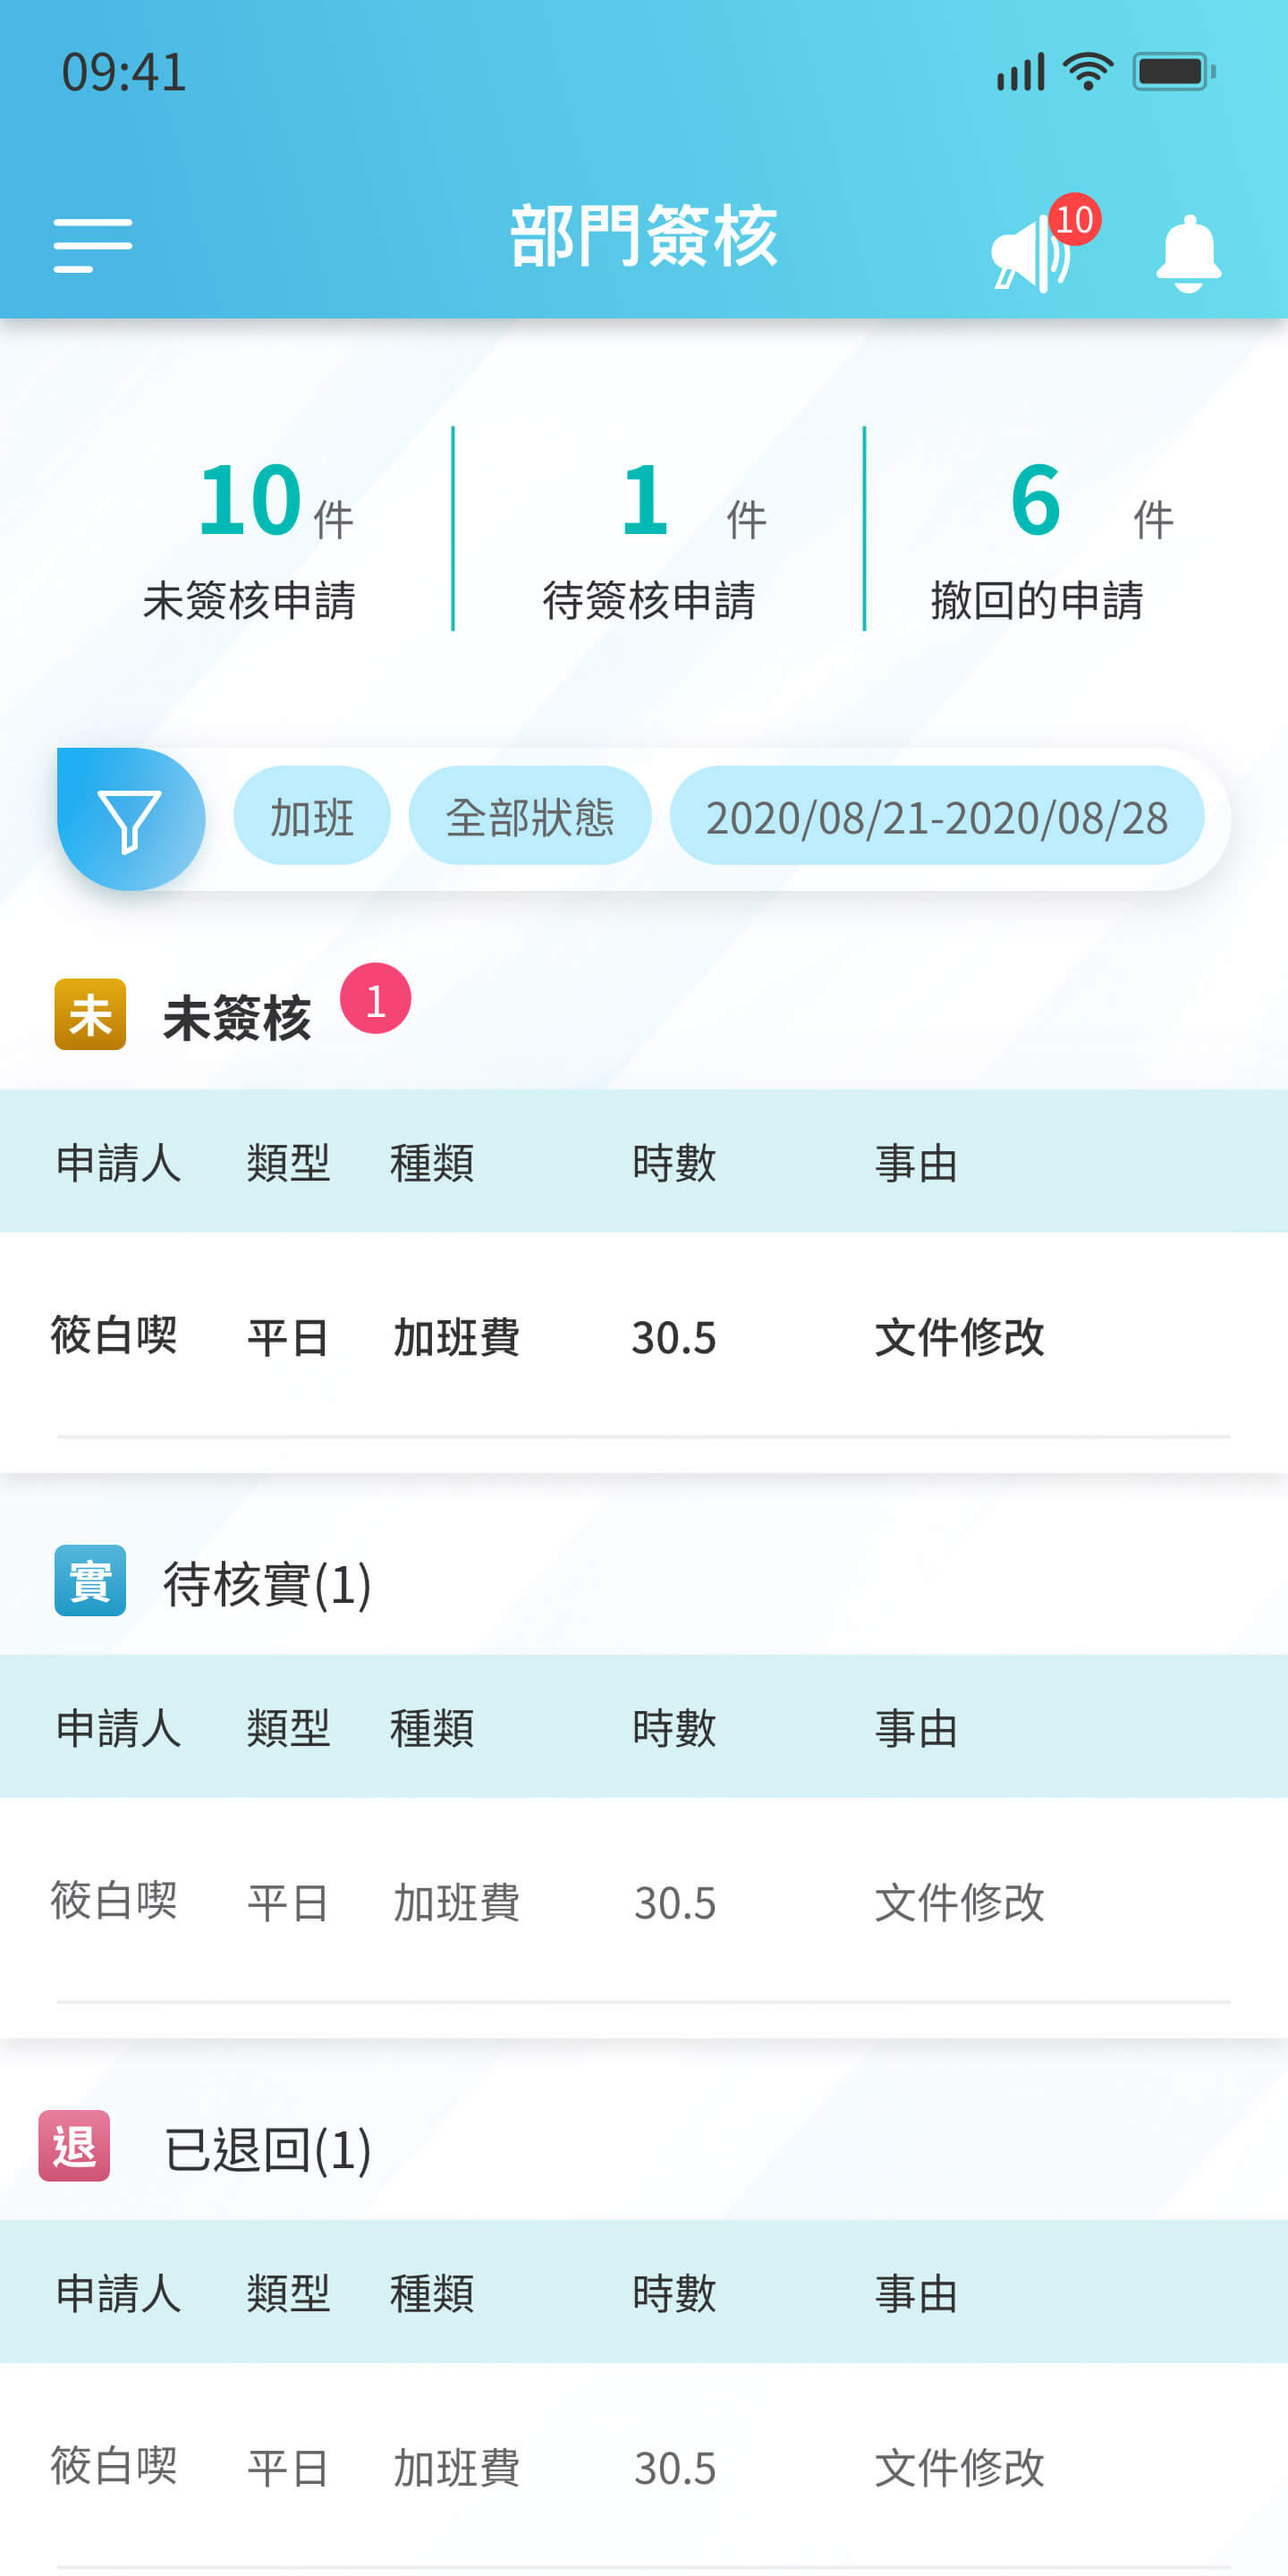 09:41
部門簽核
10
10 件
未簽核申請
1 件
待簽核申請
6 件
撤回的申請
加班 全部狀態 2020/08/21-2020/08/28
未 未簽核 1
申請人 類型 種類 時數 事由
筱白喫 平日 加班費 30.5 文件修改
實 待核實(1)
申請人 類型 種類 時數 事由
筱白喫 平日 加班費 30.5 文件修改
退 已退回(1)
申請人 類型 種類 時數 事由
筱白喫 平日 加班費 30.5 文件修改